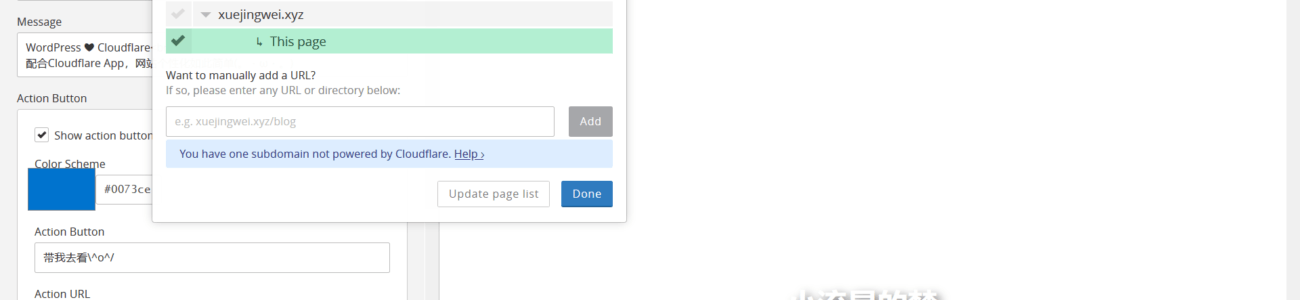 xuejingwei.xyz
Message
↳ This page
WordPress ❤ Cloudflare
配合Cloudflare App，网站
Want to manually add a URL?
If so, please enter any URL or directory below:
Action Button
e.g. xuejingwei.xyz/blog
Add
Show action button
You have one subdomain not powered by Cloudflare. Help ›
Color Scheme
#0073ce
Update page list
Done
Action Button
带我去看\^o^/
Action URL